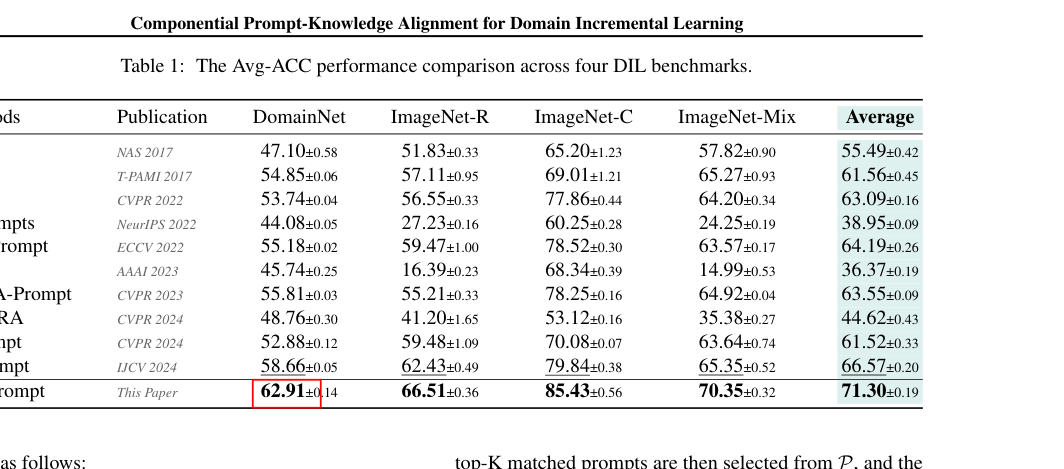 Componential Prompt-Knowledge Alignment for Domain Incremental Learning
Table 1: The Avg-ACC performance comparison across four DIL benchmarks.
ods Publication DomainNet ImageNet-R ImageNet-C ImageNet-Mix Average
NAS 2017 47.10±0.58 51.83±0.33 65.20±1.23 57.82±0.90 55.49±0.42
T-PAMI 2017 54.85±0.06 57.11±0.95 69.01±1.21 65.27±0.93 61.56±0.45
CVPR 2022 53.74±0.04 56.55±0.33 77.86±0.44 64.20±0.34 63.09±0.16
mpts NeurIPS 2022 44.08±0.05 27.23±0.16 60.25±0.28 24.25±0.19 38.95±0.09
Prompt ECCV 2022 55.18±0.02 59.47±1.00 78.52±0.30 63.57±0.17 64.19±0.26
AAAI 2023 45.74±0.25 16.39±0.23 68.34±0.39 14.99±0.53 36.37±0.19
A-Prompt CVPR 2023 55.81±0.03 55.21±0.33 78.25±0.16 64.92±0.04 63.55±0.09
RA CVPR 2024 48.76±0.30 41.20±1.65 53.12±0.16 35.38±0.27 44.62±0.43
mpt CVPR 2024 52.88±0.12 59.48±1.09 70.08±0.07 63.64±0.74 61.52±0.33
mpt IJCV 2024 58.66±0.05 62.43±0.49 79.84±0.38 65.35±0.52 66.57±0.20
rompt This Paper 62.91±0.14 66.51±0.36 85.43±0.56 70.35±0.32 71.30±0.19
as follows:
top-K matched prompts are then selected from 𝒫, and the